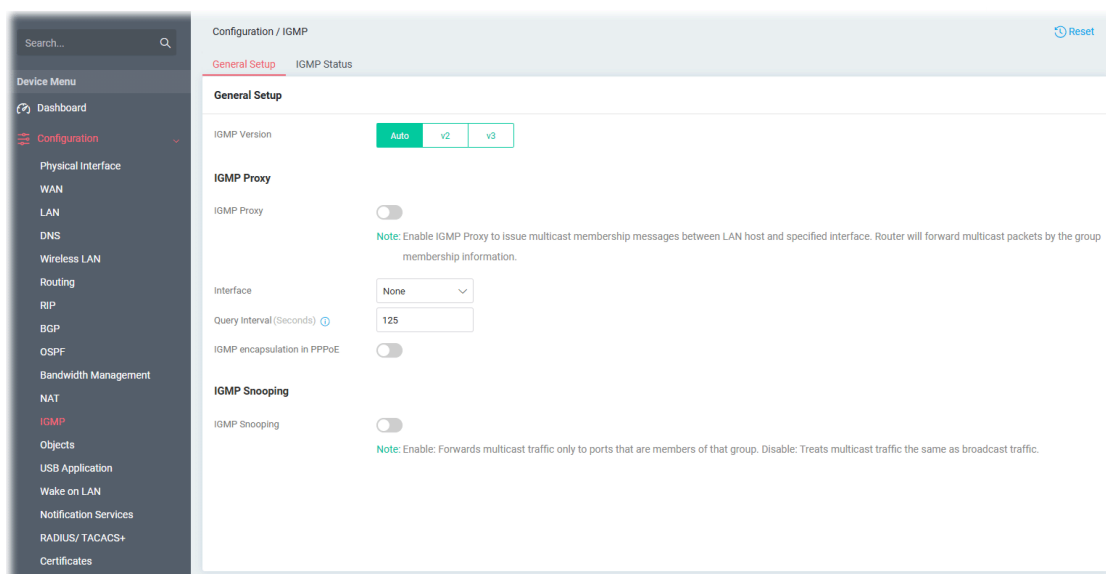 Search...
Device Menu
Dashboard
Configuration
Physical Interface
WAN
LAN
DNS
Wireless LAN
Routing
RIP
BGP
OSPF
Bandwidth Management
NAT
IGMP
Objects
USB Application
Wake on LAN
Notification Services
RADIUS/ TACACS+
Certificates
Configuration / IGMP
Reset
General Setup IGMP Status
General Setup
IGMP Version Auto v2 v3
IGMP Proxy
IGMP Proxy
Note: Enable IGMP Proxy to issue multicast membership messages between LAN host and specified interface. Router will forward multicast packets by the group
membership information.
Interface None
Query Interval (Seconds) 125
IGMP encapsulation in PPPoE
IGMP Snooping
IGMP Snooping
Note: Enable: Forwards multicast traffic only to ports that are members of that group. Disable: Treats multicast traffic the same as broadcast traffic.